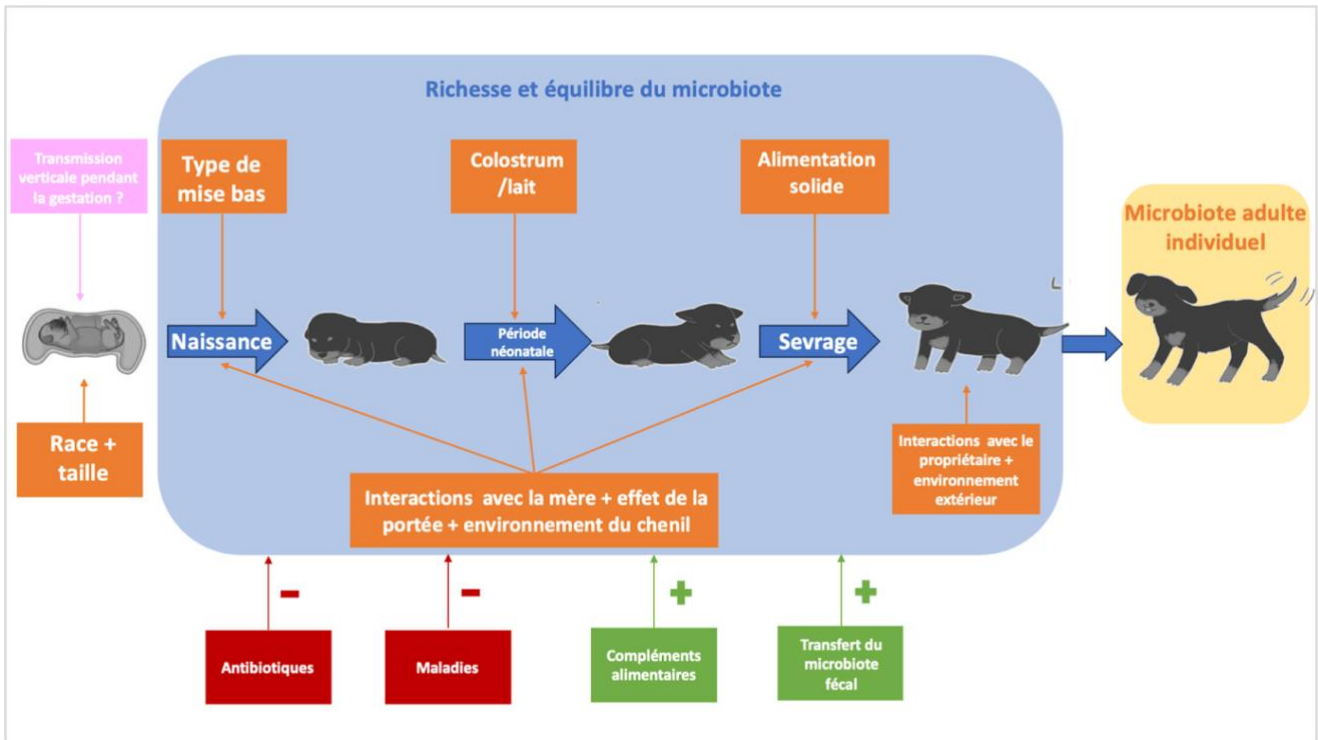 Richesse et équilibre du microbiote
Transmission
verticale pendant
la gestation ?
Type de
mise bas
Colostrum
/lait
Alimentation
solide
Microbiote adulte
individuel
Naissance
Période
néonatale
Sevrage
Race +
taille
Interactions avec la mère + effet de la
portée + environnement du chenil
Interactions avec le
propriétaire +
environnement
extérieur
-
-
+
+
Antibiotiques
Maladies
Compléments
alimentaires
Transfert du
microbiote
fécal